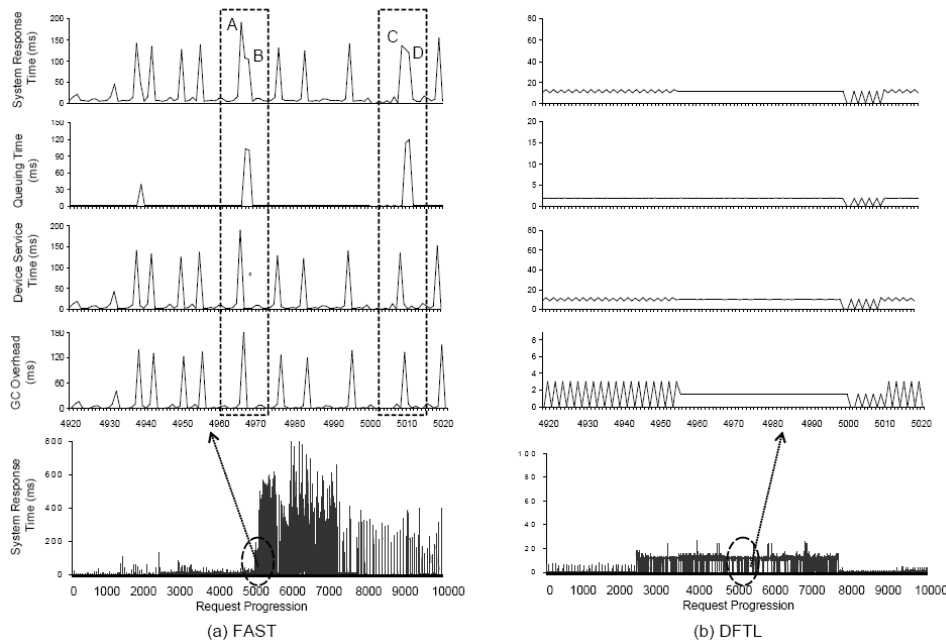 System Response
Time (ms)
200
150
100
50
0
A
B
C
D
Queuing Time
(ms)
150
120
90
60
30
0
Device Service
Time (ms)
200
150
100
50
0
GC Overhead
(ms)
180
120
60
0
4920 4930 4940 4950 4960 4970 4980 4990 5000 5010 5020
System Response
Time (ms)
800
600
400
200
0
0 1000 2000 3000 4000 5000 6000 7000 8000 9000 10000
Request Progression
(a) FAST
80
60
40
20
0
20
15
10
5
0
80
60
40
20
0
8
6
4
2
0
4920 4930 4940 4950 4960 4970 4980 4990 5000 5010 5020
100
80
60
40
20
0
0 1000 2000 3000 4000 5000 6000 7000 8000 9000 10000
Request Progression
(b) DFTL